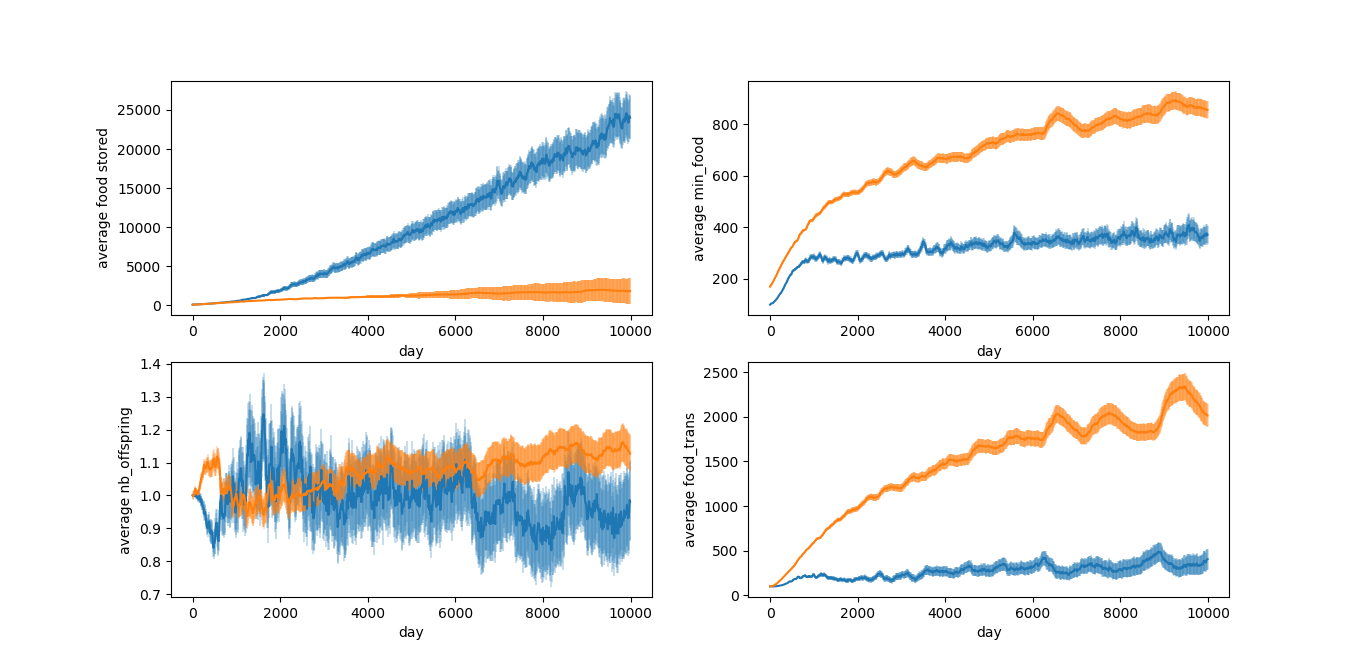 average food stored
25000
20000
15000
10000
5000
0
0 2000 4000 6000 8000 10000
day
average min_food
800
600
400
200
0 2000 4000 6000 8000 10000
day
average nb_offspring
1.4
1.3
1.2
1.1
1.0
0.9
0.8
0.7
0 2000 4000 6000 8000 10000
day
average food_trans
2500
2000
1500
1000
500
0
0 2000 4000 6000 8000 10000
day